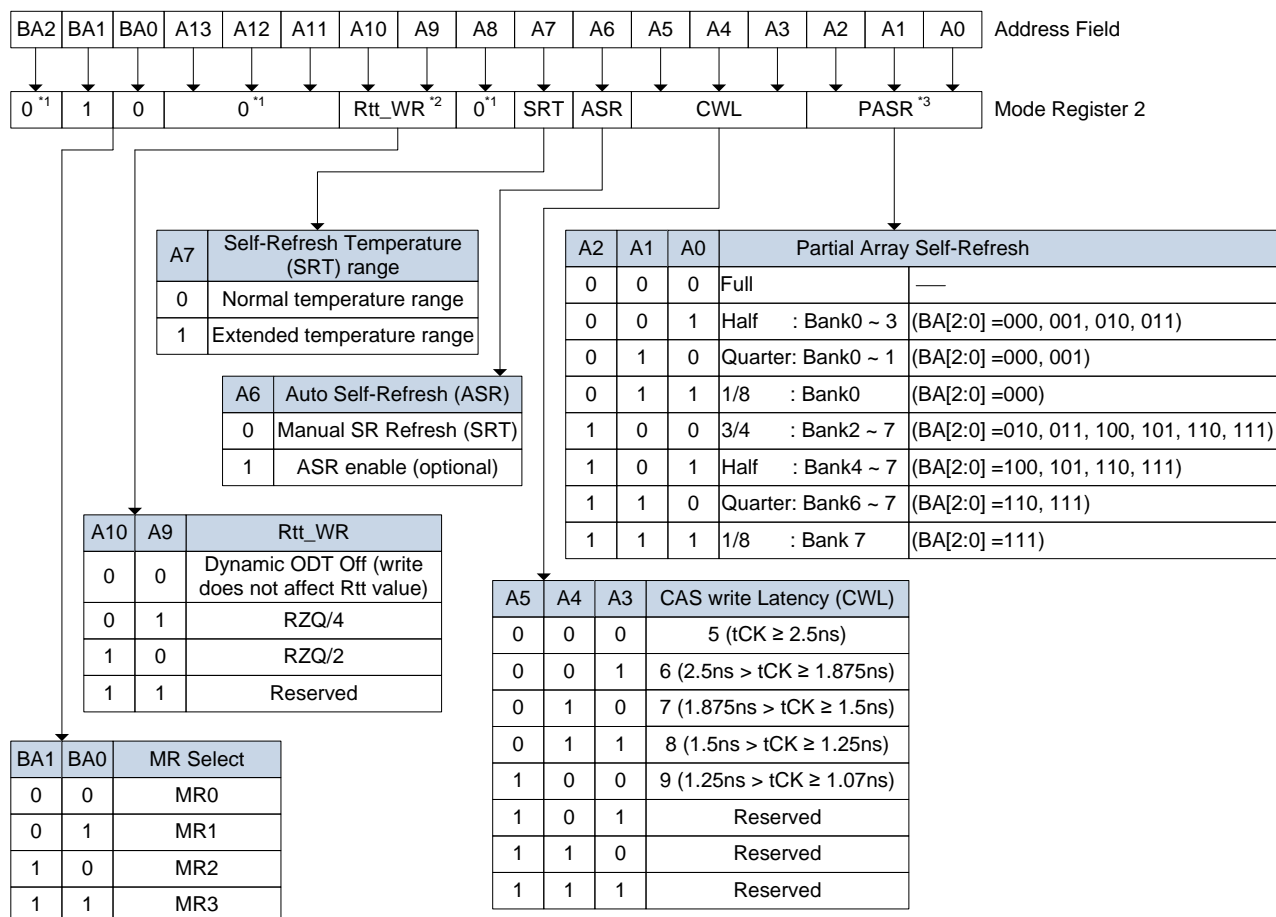 BA2 BA1 BA0 A13 A12 A11 A10 A9 A8 A7 A6 A5 A4 A3 A2 A1 A0 Address Field
0*1 1 0 0*1 Rtt_WR*2 0*1 SRT ASR CWL PASR*3 Mode Register 2
A7 Self-Refresh Temperature
(SRT) range
0 Normal temperature range
1 Extended temperature range
A2 A1 A0 Partial Array Self-Refresh
0 0 0 Full —
0 0 1 Half : Bank0 ~ 3 (BA[2:0] =000, 001, 010, 011)
0 1 0 Quarter: Bank0 ~ 1 (BA[2:0] =000, 001)
0 1 1 1/8 : Bank0 (BA[2:0] =000)
1 0 0 3/4 : Bank2 ~ 7 (BA[2:0] =010, 011, 100, 101, 110, 111)
1 0 1 Half : Bank4 ~ 7 (BA[2:0] =100, 101, 110, 111)
1 1 0 Quarter: Bank6 ~ 7 (BA[2:0] =110, 111)
1 1 1 1/8 : Bank 7 (BA[2:0] =111)
A6 Auto Self-Refresh (ASR)
0 Manual SR Refresh (SRT)
1 ASR enable (optional)
A10 A9 Rtt_WR
0 0 Dynamic ODT Off (write
does not affect Rtt value)
0 1 RZQ/4
1 0 RZQ/2
1 1 Reserved
A5 A4 A3 CAS write Latency (CWL)
0 0 0 5 (tCK ≥ 2.5ns)
0 0 1 6 (2.5ns > tCK ≥ 1.875ns)
0 1 0 7 (1.875ns > tCK ≥ 1.5ns)
0 1 1 8 (1.5ns > tCK ≥ 1.25ns)
1 0 0 9 (1.25ns > tCK ≥ 1.07ns)
1 0 1 Reserved
1 1 0 Reserved
1 1 1 Reserved
BA1 BA0 MR Select
0 0 MR0
0 1 MR1
1 0 MR2
1 1 MR3